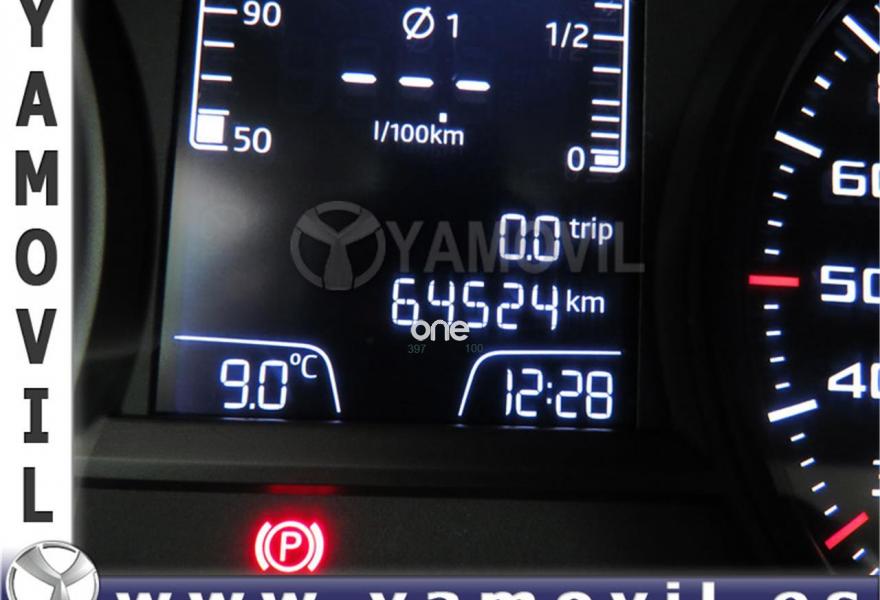 YAMOVIL
90
Ø 1
1/2
- - -
50
l/100km
0
60
0.0 trip
YAMOVIL
50
64524 km
one
397 100
9.0°C
12:28
40
P
www.yamovil.es